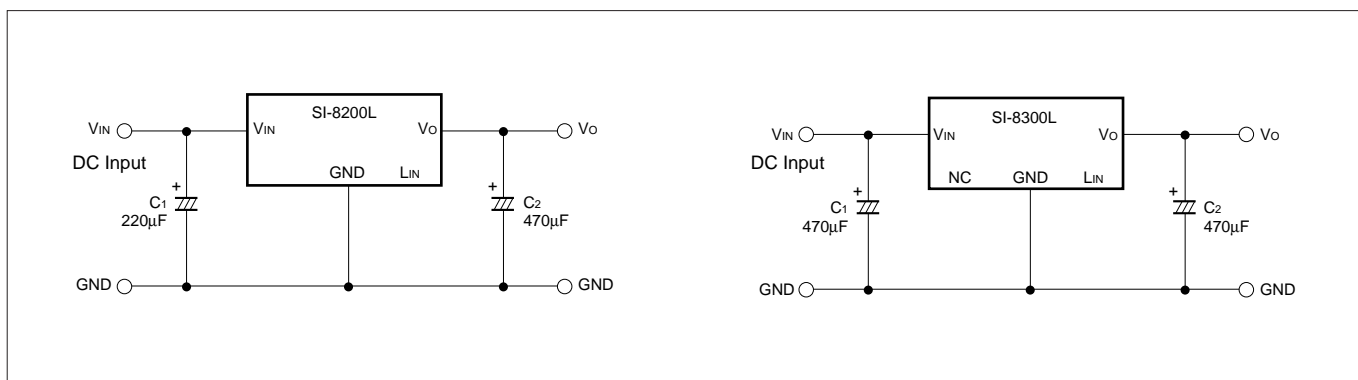 SI-8200L
VIN VIN VO VO
DC Input
GND LIN
+ +
C1 C2
220μF 470μF
GND GND
SI-8300L
VIN VIN VO VO
DC Input
NC GND LIN
+ +
C1 C2
470μF 470μF
GND GND